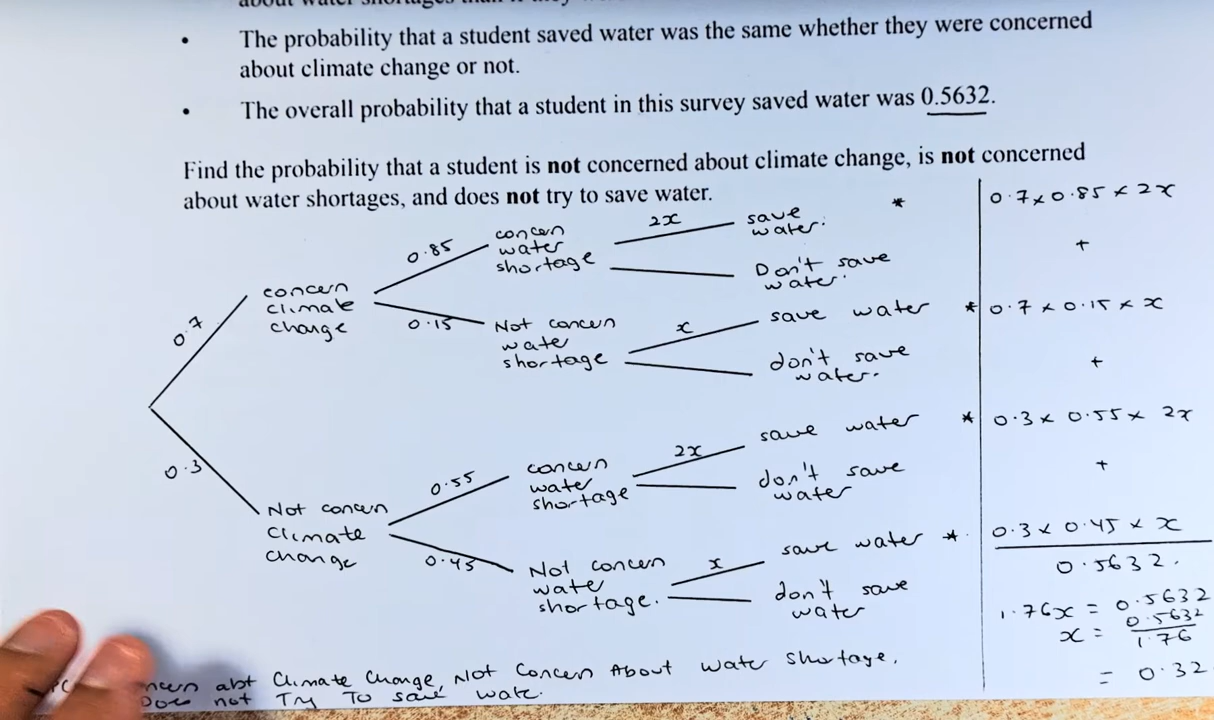 • The probability that a student saved water was the same whether they were concerned
about climate change or not.
• The overall probability that a student in this survey saved water was 0.5632.
Find the probability that a student is not concerned about climate change, is not concerned
about water shortages, and does not try to save water.
0.7
concern
climate
change
0.85
concen
water
shortage
2x
save
water.
*
0.7 x 0.85 x 2x
Don't save
water.
+
0.15
Not concen
water
shortage
x
save water
*
0.7 x 0.15 x x
don't save
water.
+
0.3
Not concern
Climate
change
0.55
concen
water
shortage
2x
save water
*
0.3 x 0.55 x 2x
don't save
water
+
0.45
Not concen
water
shortage.
x
save water
*
0.3 x 0.45 x x
don't save
water
0.5632.
1.76x = 0.5632
x = 0.5632
1.76
= 0.32
abt Climate Change, Not Concen About water Shortage,
Does not Try To save